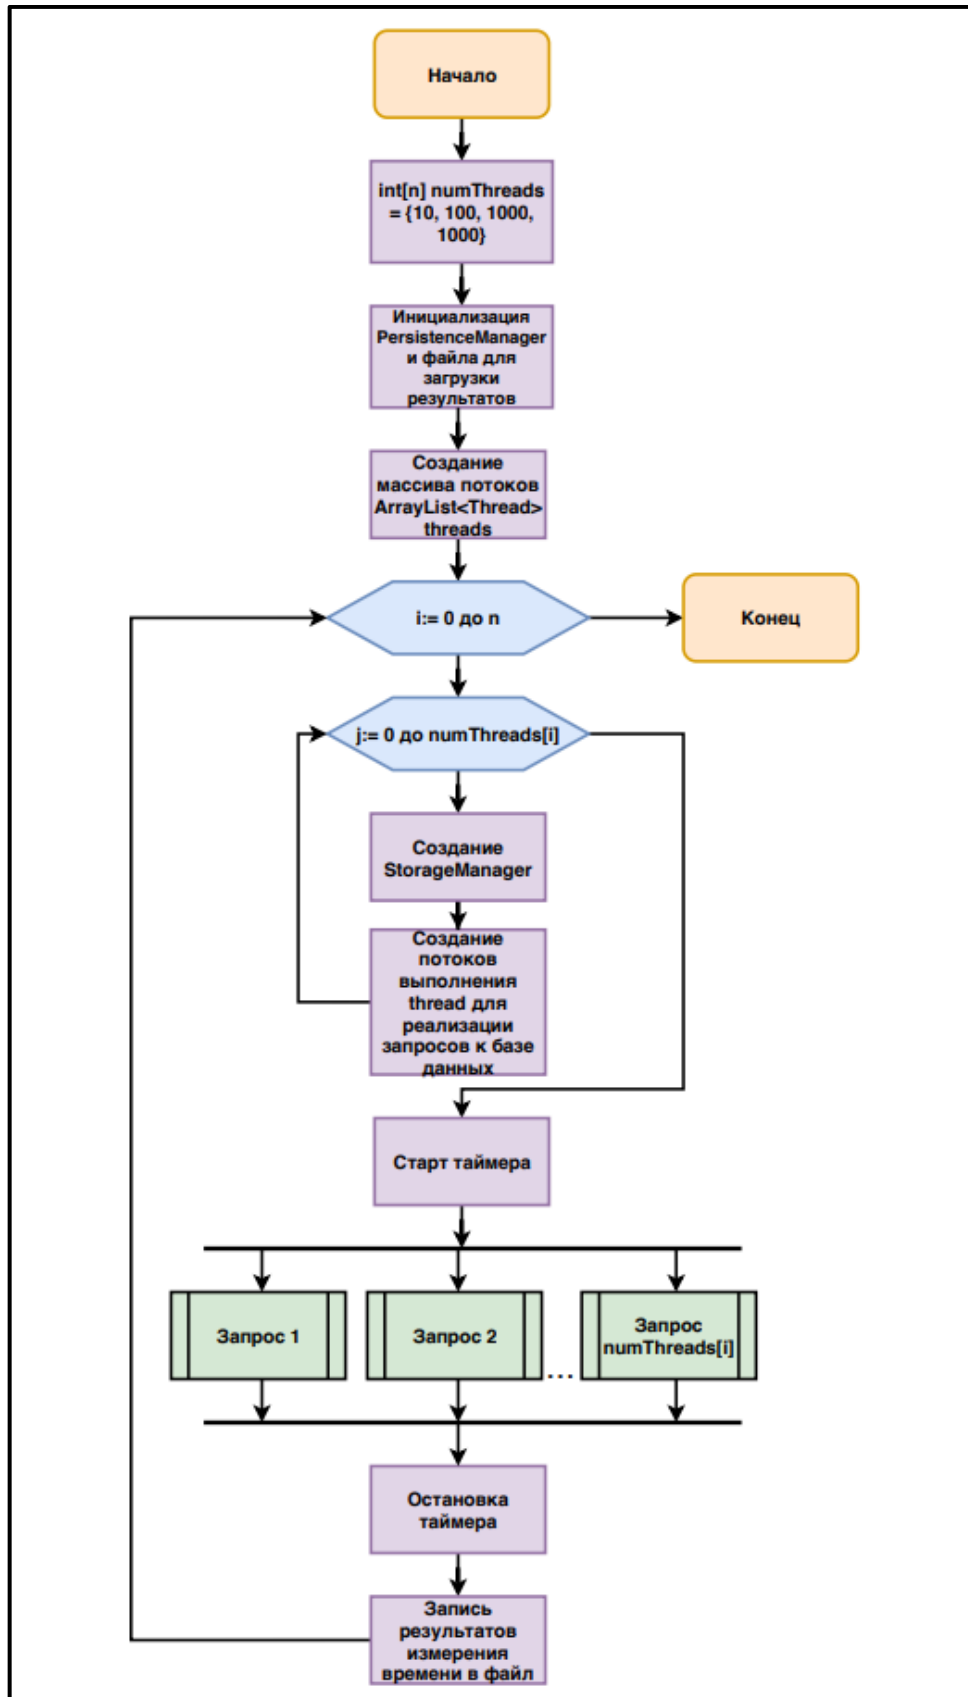 Начало
int[n] numThreads
= {10, 100, 1000,
1000}
Инициализация
PersistenceManager
и файла для
загрузки
результатов
Создание
массива потоков
ArrayList<Thread>
threads
i:= 0 до n
Конец
j:= 0 до numThreads[i]
Создание
StorageManager
Создание
потоков
выполнения
thread для
реализации
запросов к базе
данных
Старт таймера
Запрос 1
Запрос 2
...
Запрос
numThreads[i]
Остановка
таймера
Запись
результатов
измерения
времени в файл